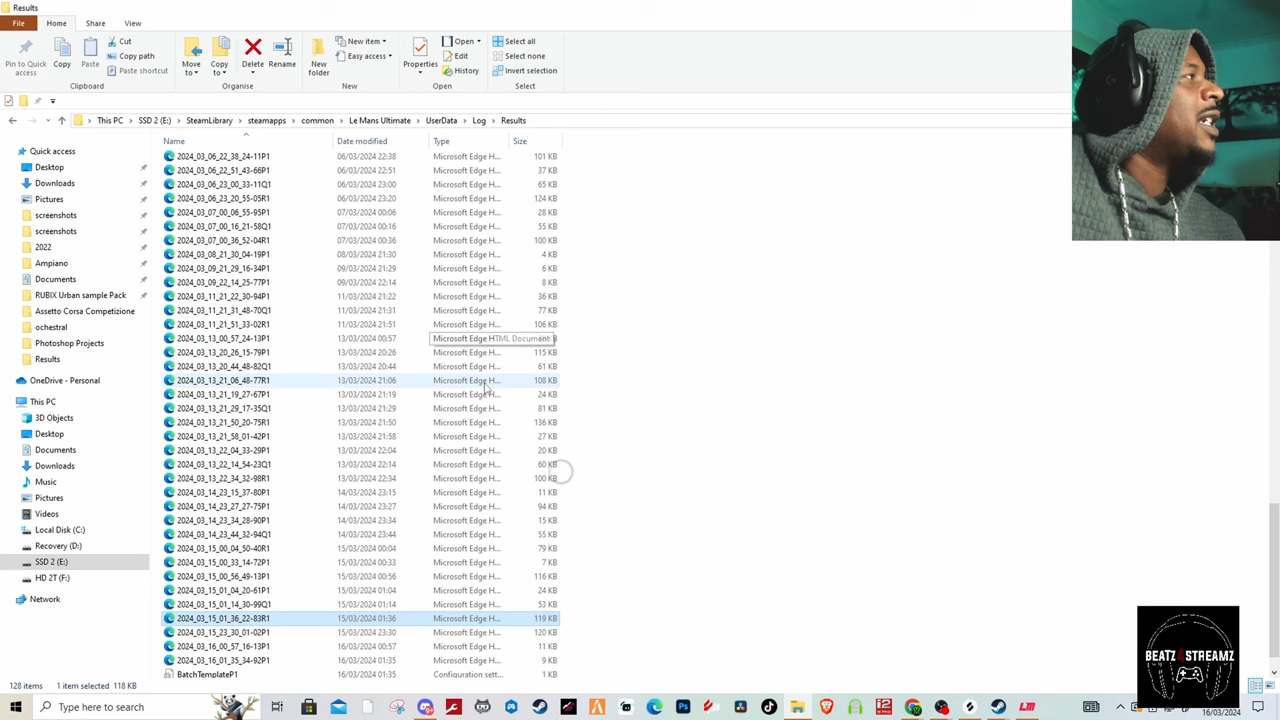 Results
File Home Share View
Pin to Quick access
Copy
Paste
Cut
Copy path
Paste shortcut
Clipboard
Move to
Copy to
Delete
Rename
Organise
New folder
New item
Easy access
New
Properties
Open
Edit
History
Open
Select all
Select none
Invert selection
Select
This PC > SSD 2 (E:) > SteamLibrary > steamapps > common > Le Mans Ultimate > UserData > Log > Results
Name Date modified Type Size
Quick access
Desktop
Downloads
Pictures
screenshots
screenshots
2022
Ampiano
Documents
RUBIX Urban sample Pack
Assetto Corsa Competizione
ochestral
Photoshop Projects
Results
OneDrive - Personal
This PC
3D Objects
Desktop
Documents
Downloads
Music
Pictures
Videos
Local Disk (C:)
Recovery (D:)
SSD 2 (E:)
HD 2T (F:)
Network
2024_03_06_22_38_24-11P1 06/03/2024 22:38 Microsoft Edge H... 101 KB
2024_03_06_22_51_43-66P1 06/03/2024 22:51 Microsoft Edge H... 37 KB
2024_03_06_23_00_33-11Q1 06/03/2024 23:00 Microsoft Edge H... 65 KB
2024_03_06_23_20_55-05R1 06/03/2024 23:20 Microsoft Edge H... 124 KB
2024_03_07_00_06_55-95P1 07/03/2024 00:06 Microsoft Edge H... 28 KB
2024_03_07_00_16_21-58Q1 07/03/2024 00:16 Microsoft Edge H... 55 KB
2024_03_07_00_36_52-04R1 07/03/2024 00:36 Microsoft Edge H... 100 KB
2024_03_08_21_30_04-19P1 08/03/2024 21:30 Microsoft Edge H... 4 KB
2024_03_09_21_29_16-34P1 09/03/2024 21:29 Microsoft Edge H... 6 KB
2024_03_09_22_14_25-77P1 09/03/2024 22:14 Microsoft Edge H... 8 KB
2024_03_11_21_22_30-94P1 11/03/2024 21:22 Microsoft Edge H... 36 KB
2024_03_11_21_31_48-70Q1 11/03/2024 21:31 Microsoft Edge H... 77 KB
2024_03_11_21_51_33-02R1 11/03/2024 21:51 Microsoft Edge H... 106 KB
2024_03_13_00_57_24-13P1 13/03/2024 00:57 Microsoft Edge HTML Document
2024_03_13_20_26_15-79P1 13/03/2024 20:26 Microsoft Edge H... 115 KB
2024_03_13_20_44_48-82Q1 13/03/2024 20:44 Microsoft Edge H... 61 KB
2024_03_13_21_06_48-77R1 13/03/2024 21:06 Microsoft Edge H... 108 KB
2024_03_13_21_19_27-67P1 13/03/2024 21:19 Microsoft Edge H... 24 KB
2024_03_13_21_29_17-35Q1 13/03/2024 21:29 Microsoft Edge H... 81 KB
2024_03_13_21_50_20-75R1 13/03/2024 21:50 Microsoft Edge H... 136 KB
2024_03_13_21_58_01-42P1 13/03/2024 21:58 Microsoft Edge H... 27 KB
2024_03_13_22_04_33-29P1 13/03/2024 22:04 Microsoft Edge H... 20 KB
2024_03_13_22_14_54-23Q1 13/03/2024 22:14 Microsoft Edge H... 60 KB
2024_03_13_22_34_32-98R1 13/03/2024 22:34 Microsoft Edge H... 100 KB
2024_03_14_23_15_37-80P1 14/03/2024 23:15 Microsoft Edge H... 11 KB
2024_03_14_23_27_27-75P1 14/03/2024 23:27 Microsoft Edge H... 94 KB
2024_03_14_23_34_28-90P1 14/03/2024 23:34 Microsoft Edge H... 15 KB
2024_03_14_23_44_32-94Q1 14/03/2024 23:44 Microsoft Edge H... 55 KB
2024_03_15_00_04_50-40R1 15/03/2024 00:04 Microsoft Edge H... 79 KB
2024_03_15_00_33_14-72P1 15/03/2024 00:33 Microsoft Edge H... 7 KB
2024_03_15_00_56_49-13P1 15/03/2024 00:56 Microsoft Edge H... 116 KB
2024_03_15_01_04_20-61P1 15/03/2024 01:04 Microsoft Edge H... 24 KB
2024_03_15_01_14_30-99Q1 15/03/2024 01:14 Microsoft Edge H... 53 KB
2024_03_15_01_36_22-83R1 15/03/2024 01:36 Microsoft Edge H... 119 KB
2024_03_15_23_30_01-02P1 15/03/2024 23:30 Microsoft Edge H... 120 KB
2024_03_16_00_57_16-13P1 16/03/2024 00:57 Microsoft Edge H... 11 KB
2024_03_16_01_35_34-92P1 16/03/2024 01:35 Microsoft Edge H... 9 KB
BatchTemplateP1 16/03/2024 01:35 Configuration sett... 1 KB
128 items 1 item selected 118 KB
BEATZ4STREAMZ
Type here to search
16/03/2024